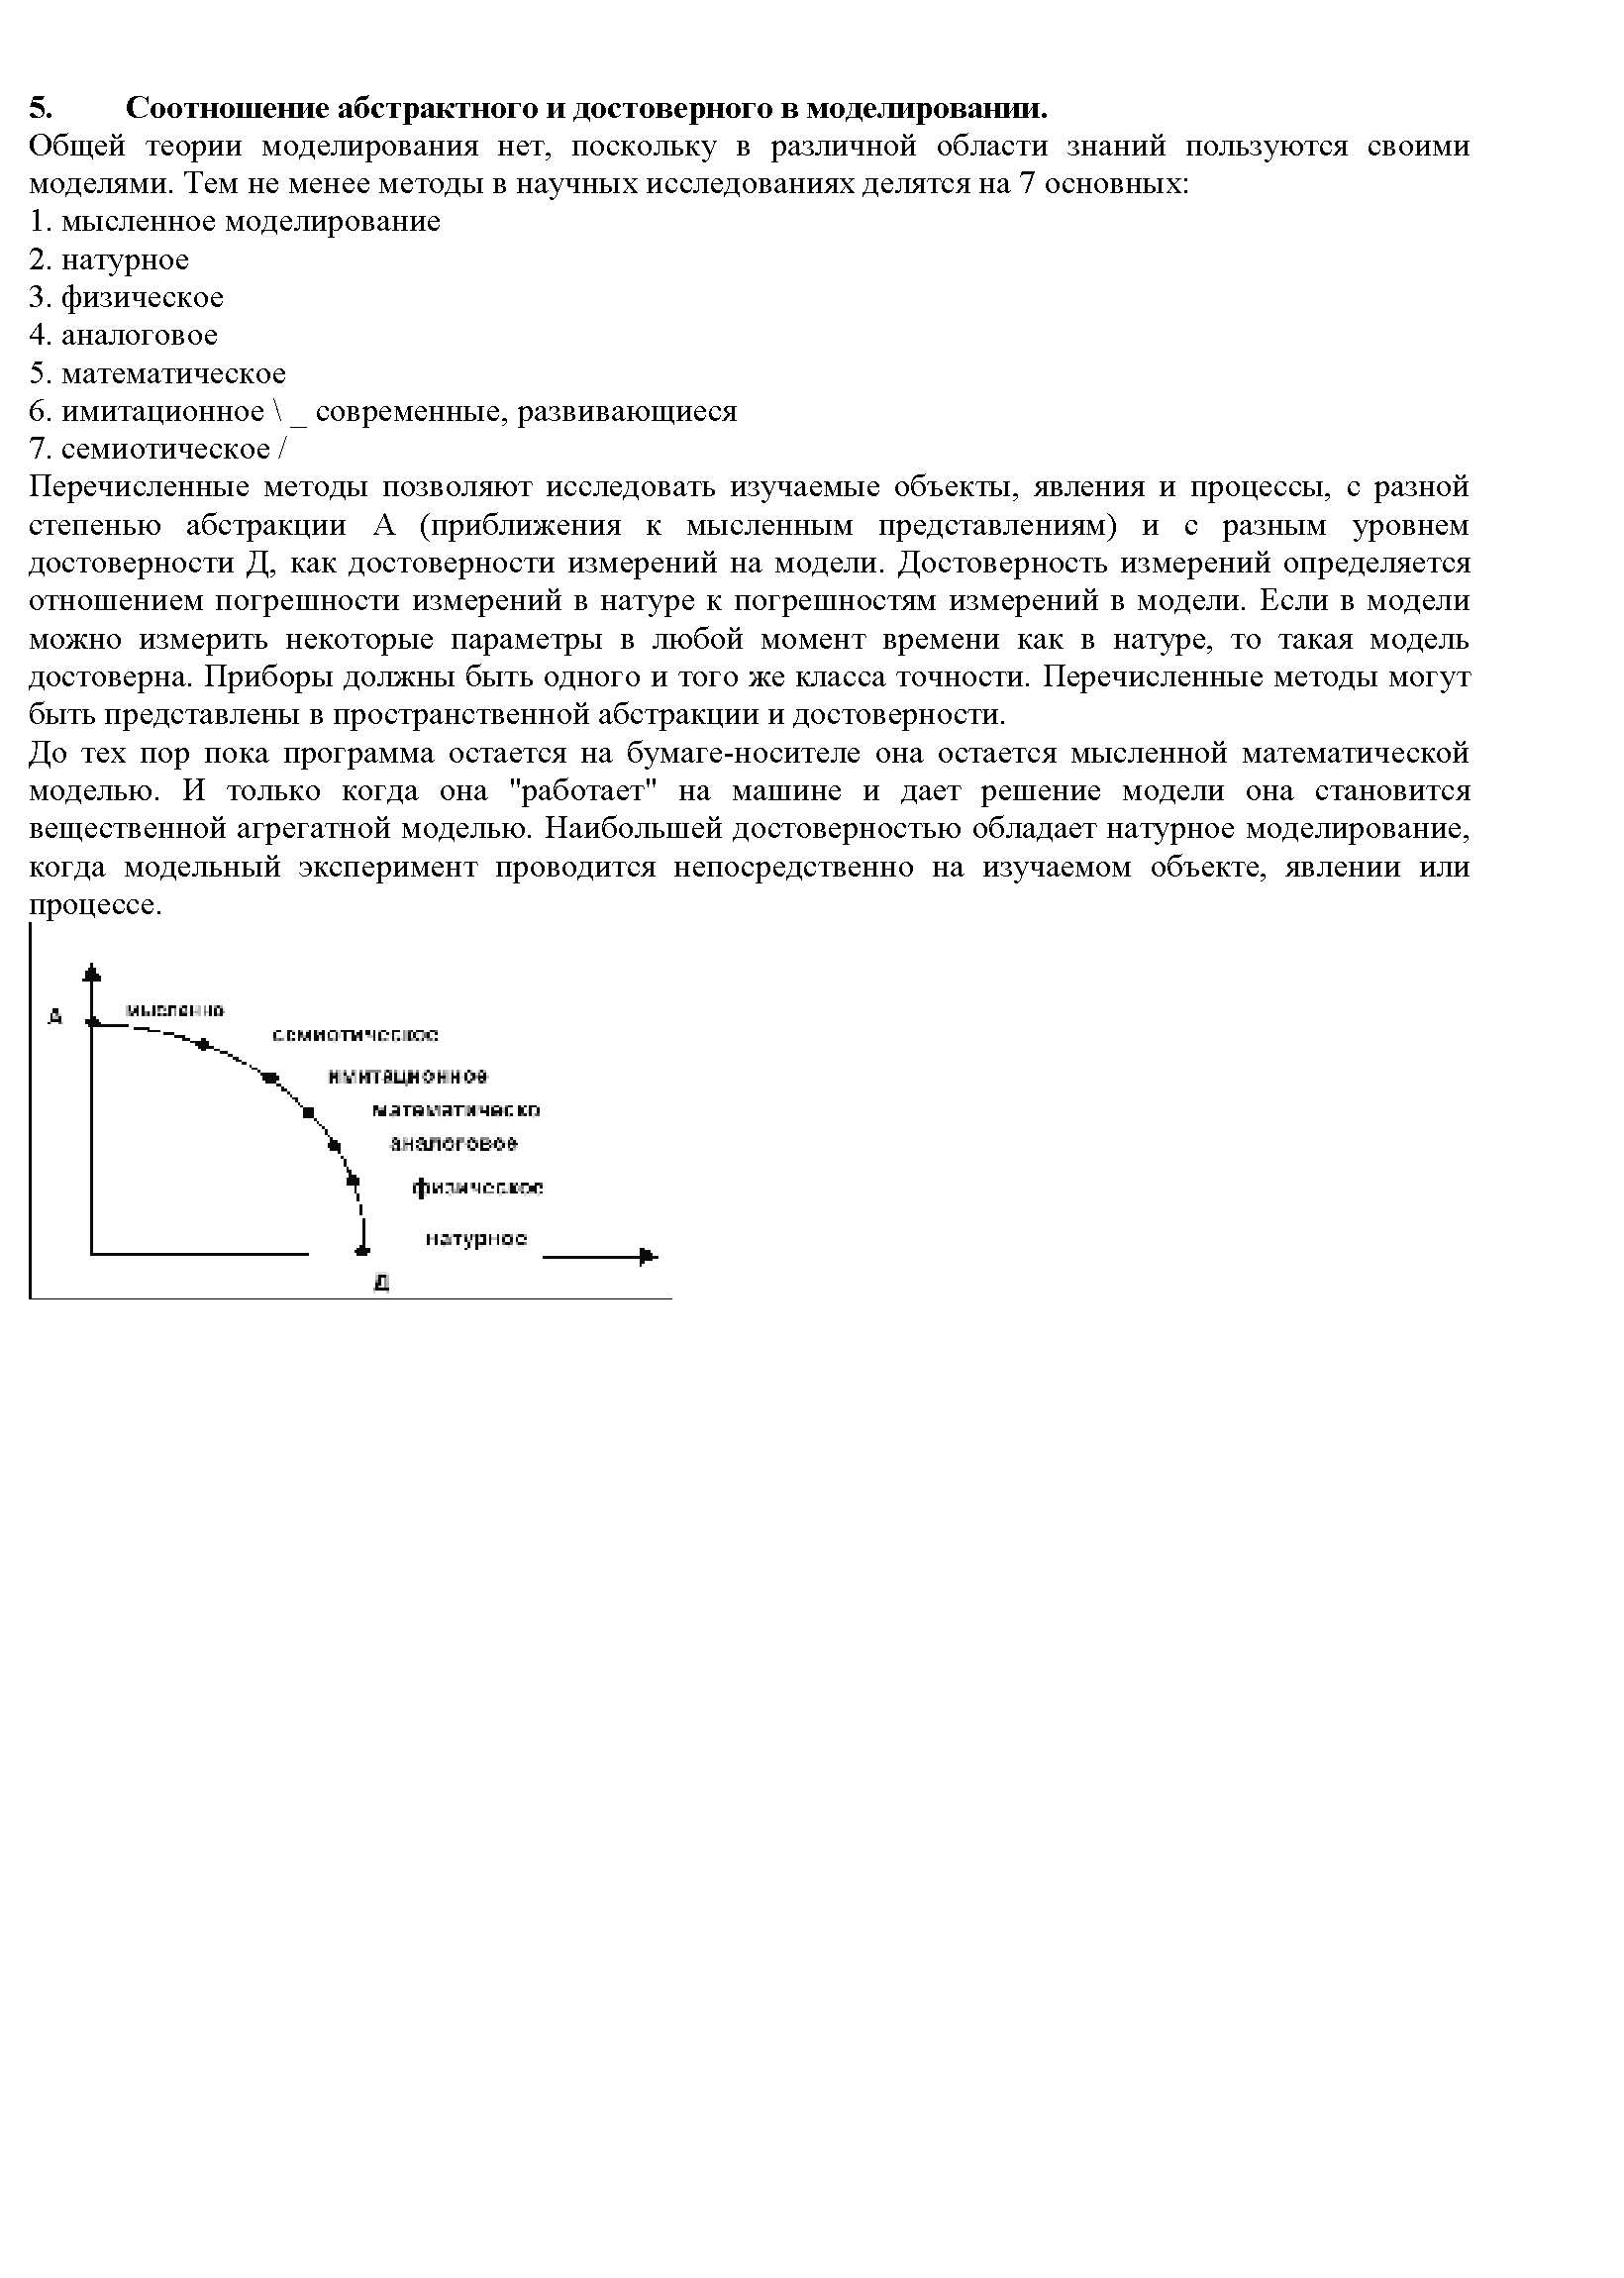 5. Соотношение абстрактного и достоверного в моделировании.
Общей теории моделирования нет, поскольку в различной области знаний пользуются своими
моделями. Тем не менее методы в научных исследованиях делятся на 7 основных:
1. мысленное моделирование
2. натурное
3. физическое
4. аналоговое
5. математическое
6. имитационное \ _ современные, развивающиеся
7. семиотическое /
Перечисленные методы позволяют исследовать изучаемые объекты, явления и процессы, с разной
степенью абстракции А (приближения к мысленным представлениям) и с разным уровнем
достоверности Д, как достоверности измерений на модели. Достоверность измерений определяется
отношением погрешности измерений в натуре к погрешностям измерений в модели. Если в модели
можно измерить некоторые параметры в любой момент времени как в натуре, то такая модель
достоверна. Приборы должны быть одного и того же класса точности. Перечисленные методы могут
быть представлены в пространственной абстракции и достоверности.
До тех пор пока программа остается на бумаге-носителе она остается мысленной математической
моделью. И только когда она "работает" на машине и дает решение модели она становится
вещественной агрегатной моделью. Наибольшей достоверностью обладает натурное моделирование,
когда модельный эксперимент проводится непосредственно на изучаемом объекте, явлении или
процессе.
А
мысленно
семиотическое
имитационное
математическо
аналоговое
физическое
натурное
Д